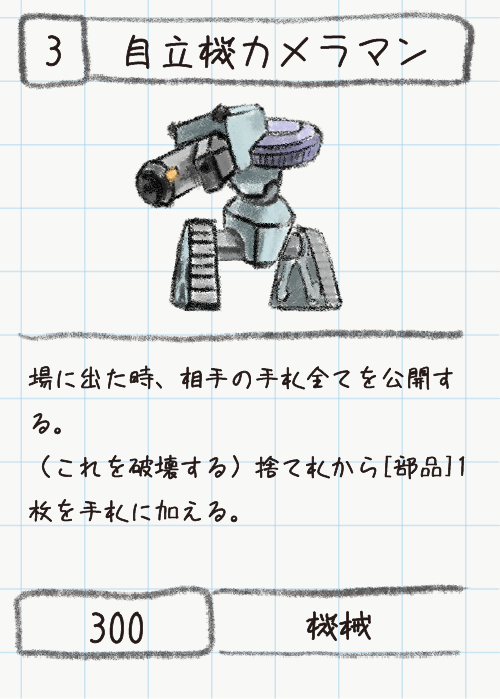 3 自立機カメラマン
場に出た時、相手の手札全てを公開す
る。
（これを破壊する）捨て札から[部品]1
枚を手札に加える。
300 機械